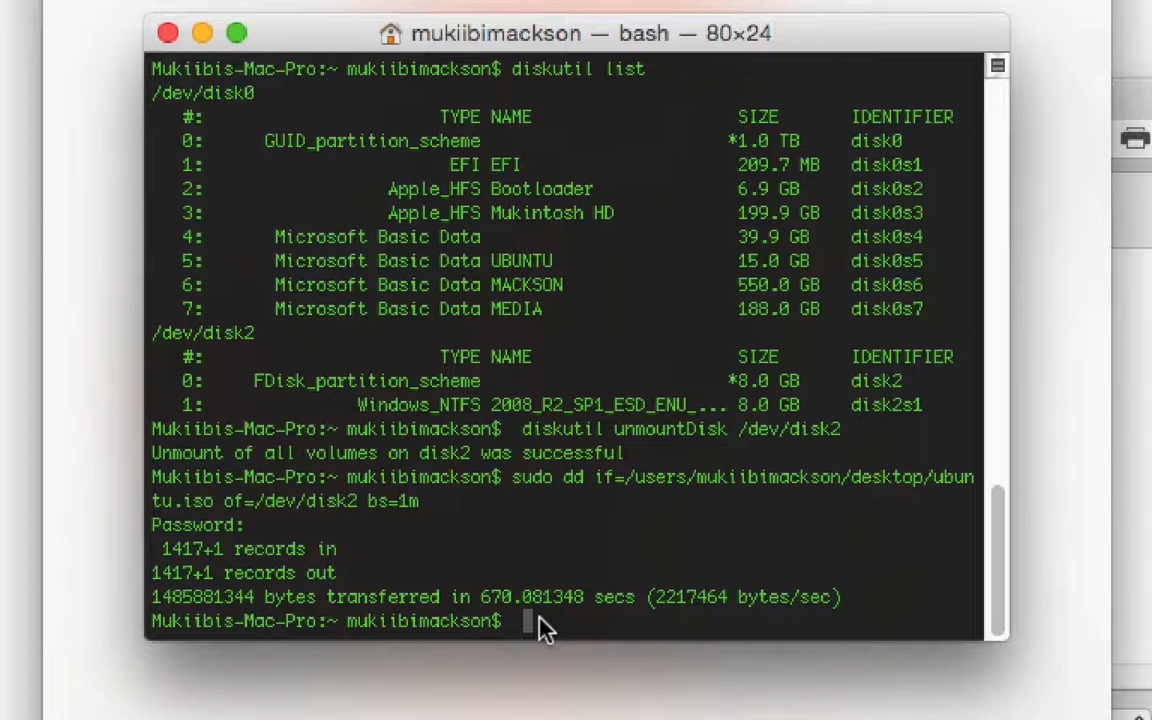 mukiibimackson — bash — 80×24
Mukiibis-Mac-Pro:~ mukiibimackson$ diskutil list
/dev/disk0
#: TYPE NAME SIZE IDENTIFIER
0: GUID_partition_scheme *1.0 TB disk0
1: EFI EFI 209.7 MB disk0s1
2: Apple_HFS Bootloader 6.9 GB disk0s2
3: Apple_HFS Mukintosh HD 199.9 GB disk0s3
4: Microsoft Basic Data 39.9 GB disk0s4
5: Microsoft Basic Data UBUNTU 15.0 GB disk0s5
6: Microsoft Basic Data MACKSON 550.0 GB disk0s6
7: Microsoft Basic Data MEDIA 188.0 GB disk0s7
/dev/disk2
#: TYPE NAME SIZE IDENTIFIER
0: FDisk_partition_scheme *8.0 GB disk2
1: Windows_NTFS 2008_R2_SP1_ESD_ENU_... 8.0 GB disk2s1
Mukiibis-Mac-Pro:~ mukiibimackson$  diskutil unmountDisk /dev/disk2
Unmount of all volumes on disk2 was successful
Mukiibis-Mac-Pro:~ mukiibimackson$ sudo dd if=/users/mukiibimackson/desktop/ubun
tu.iso of=/dev/disk2 bs=1m
Password:
1417+1 records in
1417+1 records out
1485881344 bytes transferred in 670.081348 secs (2217464 bytes/sec)
Mukiibis-Mac-Pro:~ mukiibimackson$